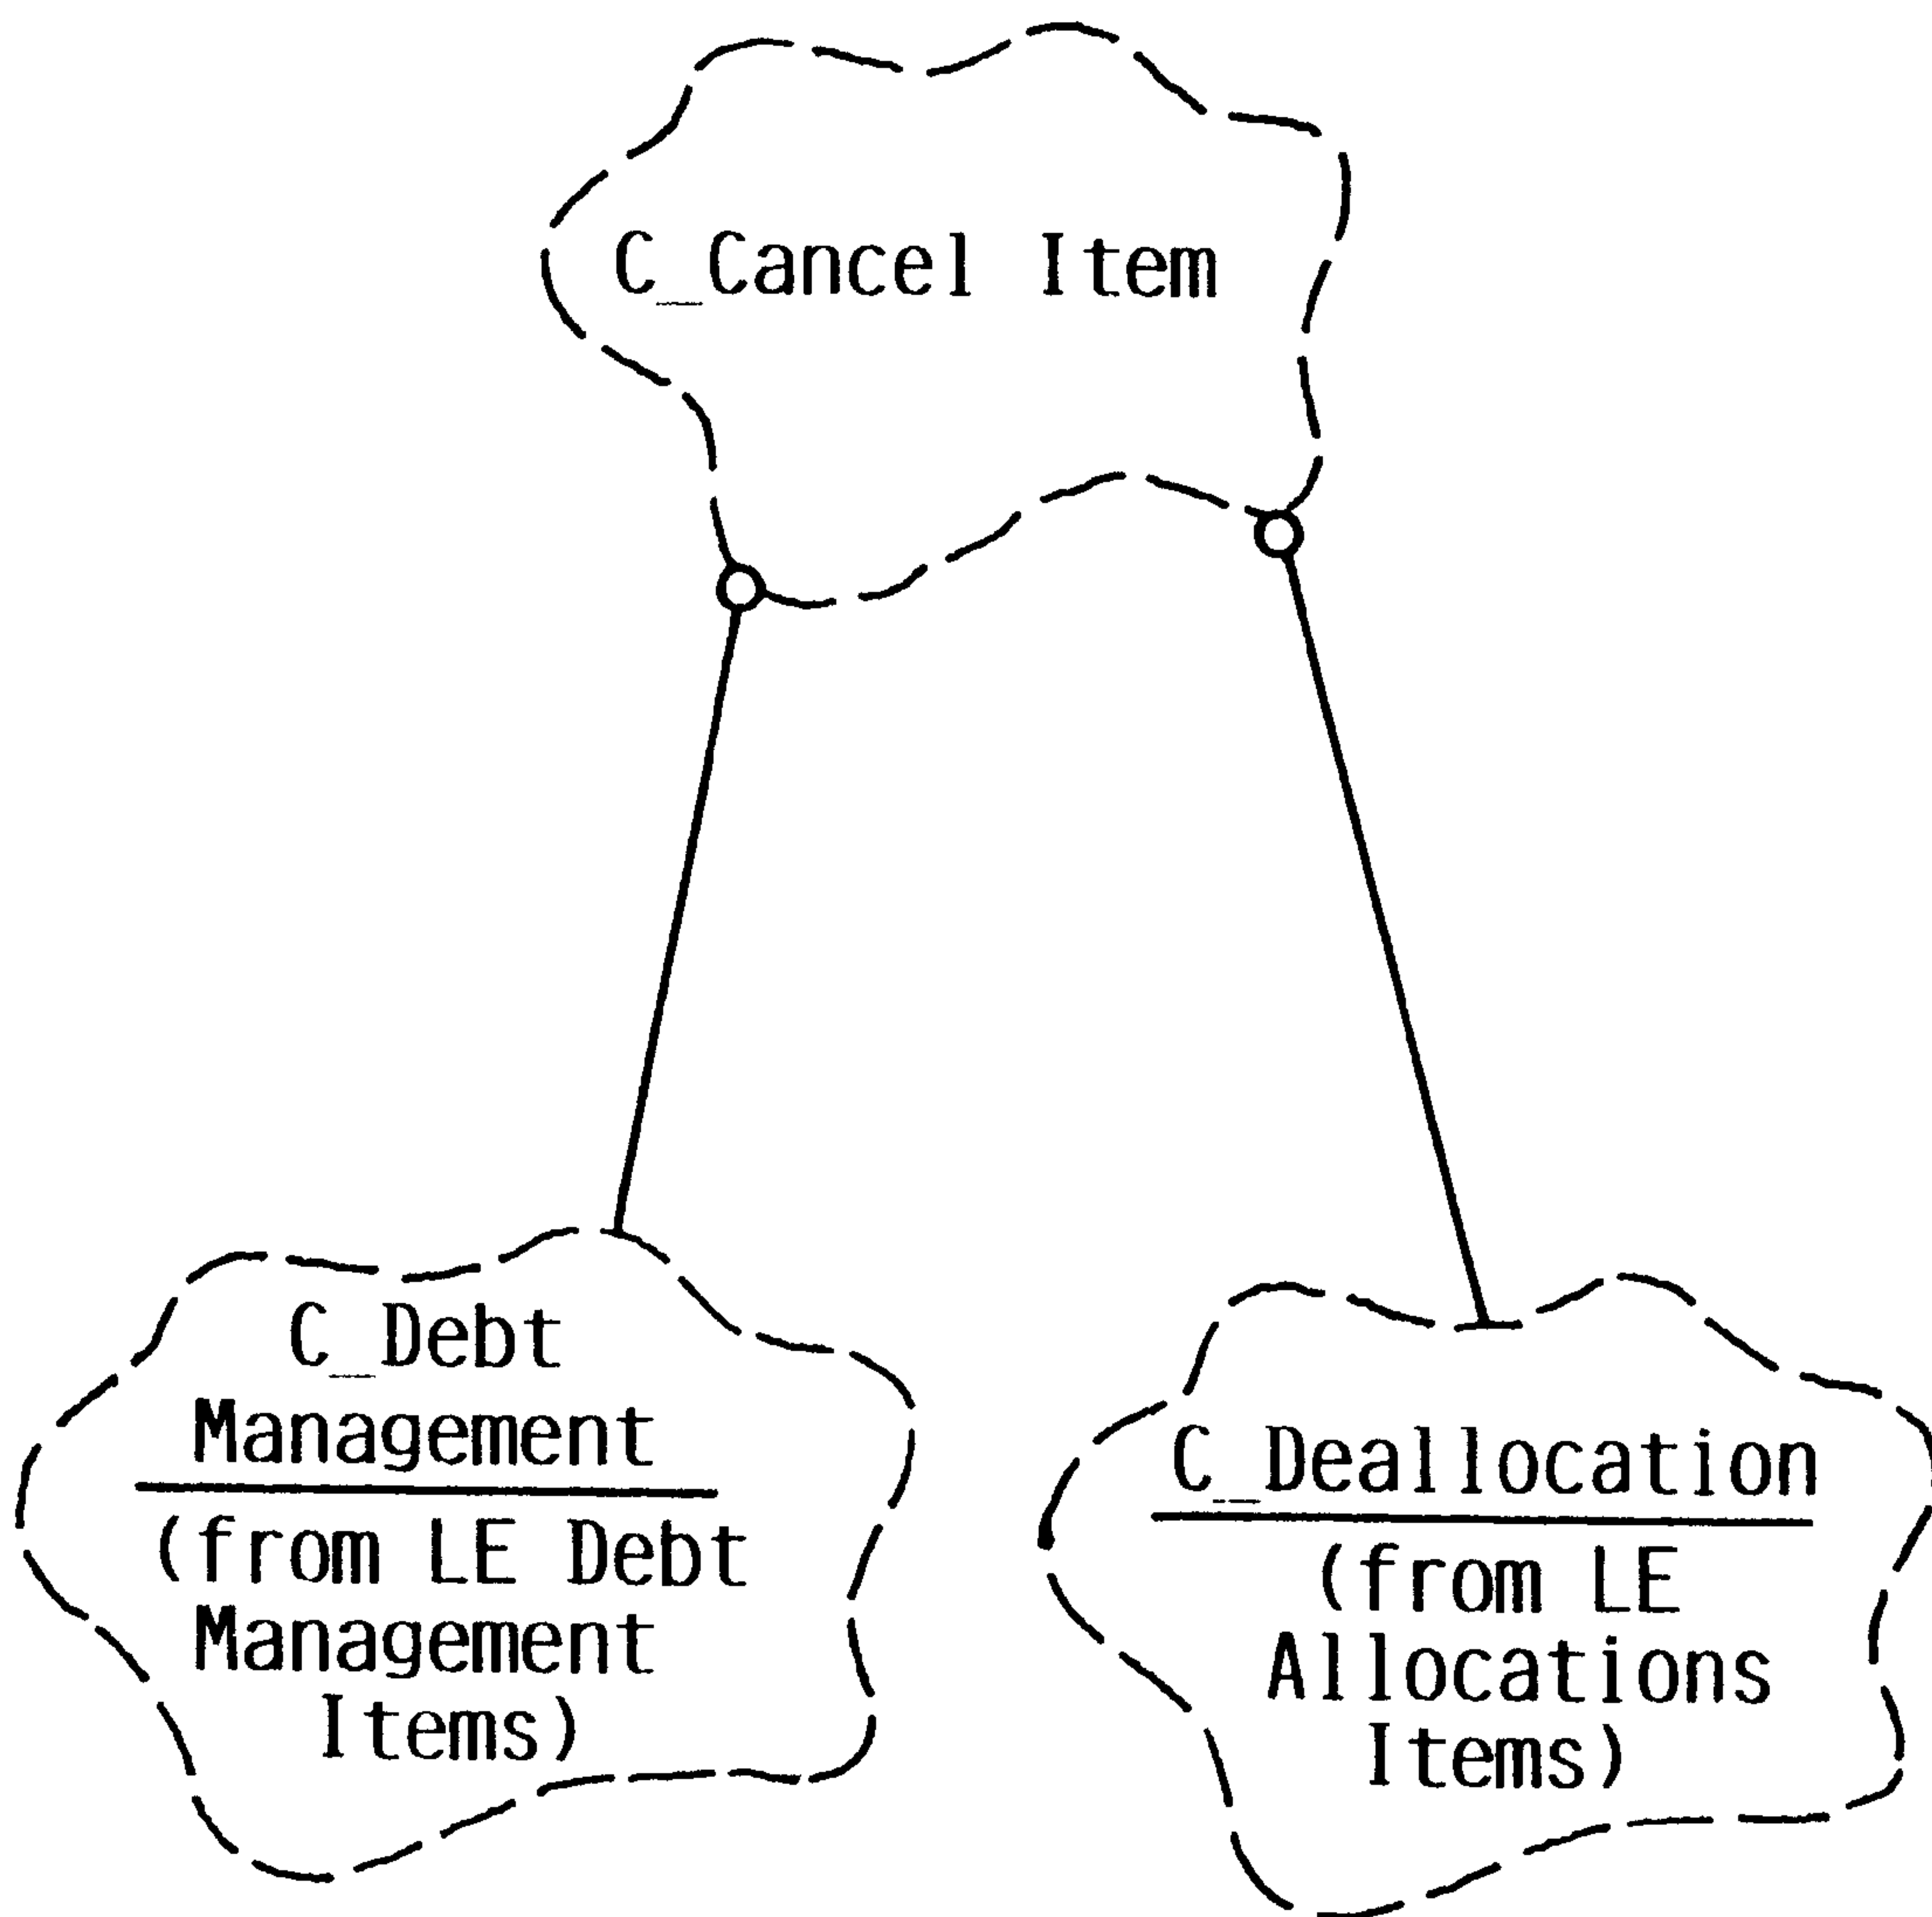 C_Cancel Item
C_Debt
Management
(from LE Debt
Management
Items)
C_Deallocation
(from LE
Allocations
Items)